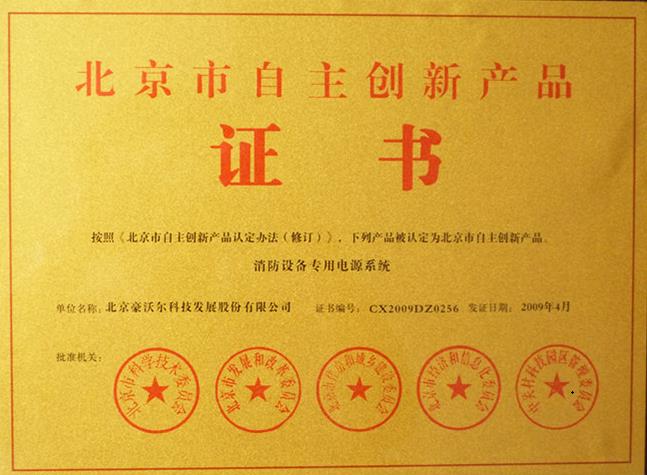 北京市自主创新产品
证书
按照《北京市自主创新产品认定办法（修订）》，下列产品被认定为北京市自主创新产品。
消防设备专用电源系统
单位名称：北京豪沃尔科技发展股份有限公司 证书编号：CX2009DZ0256 发证日期：2009年4月
批准机关：
北京市科学技术委员会
北京市发展和改革委员会
北京市住房和城乡建设委员会
北京市经济和信息化委员会
中关村科技园区管理委员会